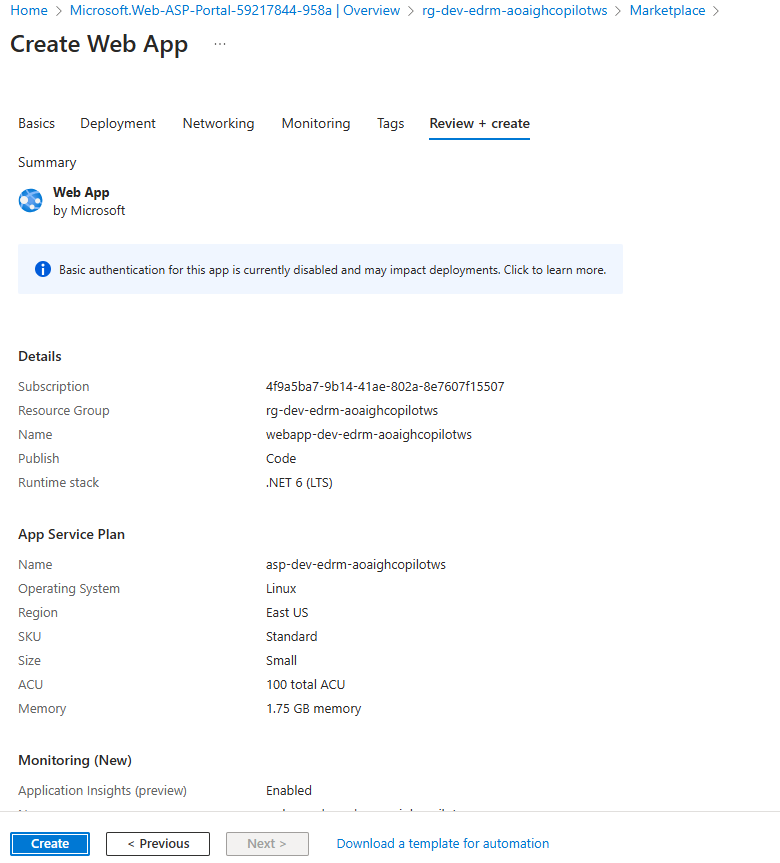 Home > Microsoft.Web-ASP-Portal-59217844-958a | Overview > rg-dev-edrm-aoaighcopilotws > Marketplace >
Create Web App ...
Basics Deployment Networking Monitoring Tags Review + create
Summary
Web App
by Microsoft
Basic authentication for this app is currently disabled and may impact deployments. Click to learn more.
Details
Subscription 4f9a5ba7-9b14-41ae-802a-8e7607f15507
Resource Group rg-dev-edrm-aoaighcopilotws
Name webapp-dev-edrm-aoaighcopilotws
Publish Code
Runtime stack .NET 6 (LTS)
App Service Plan
Name asp-dev-edrm-aoaighcopilotws
Operating System Linux
Region East US
SKU Standard
Size Small
ACU 100 total ACU
Memory 1.75 GB memory
Monitoring (New)
Application Insights (preview) Enabled
Create < Previous Next > Download a template for automation